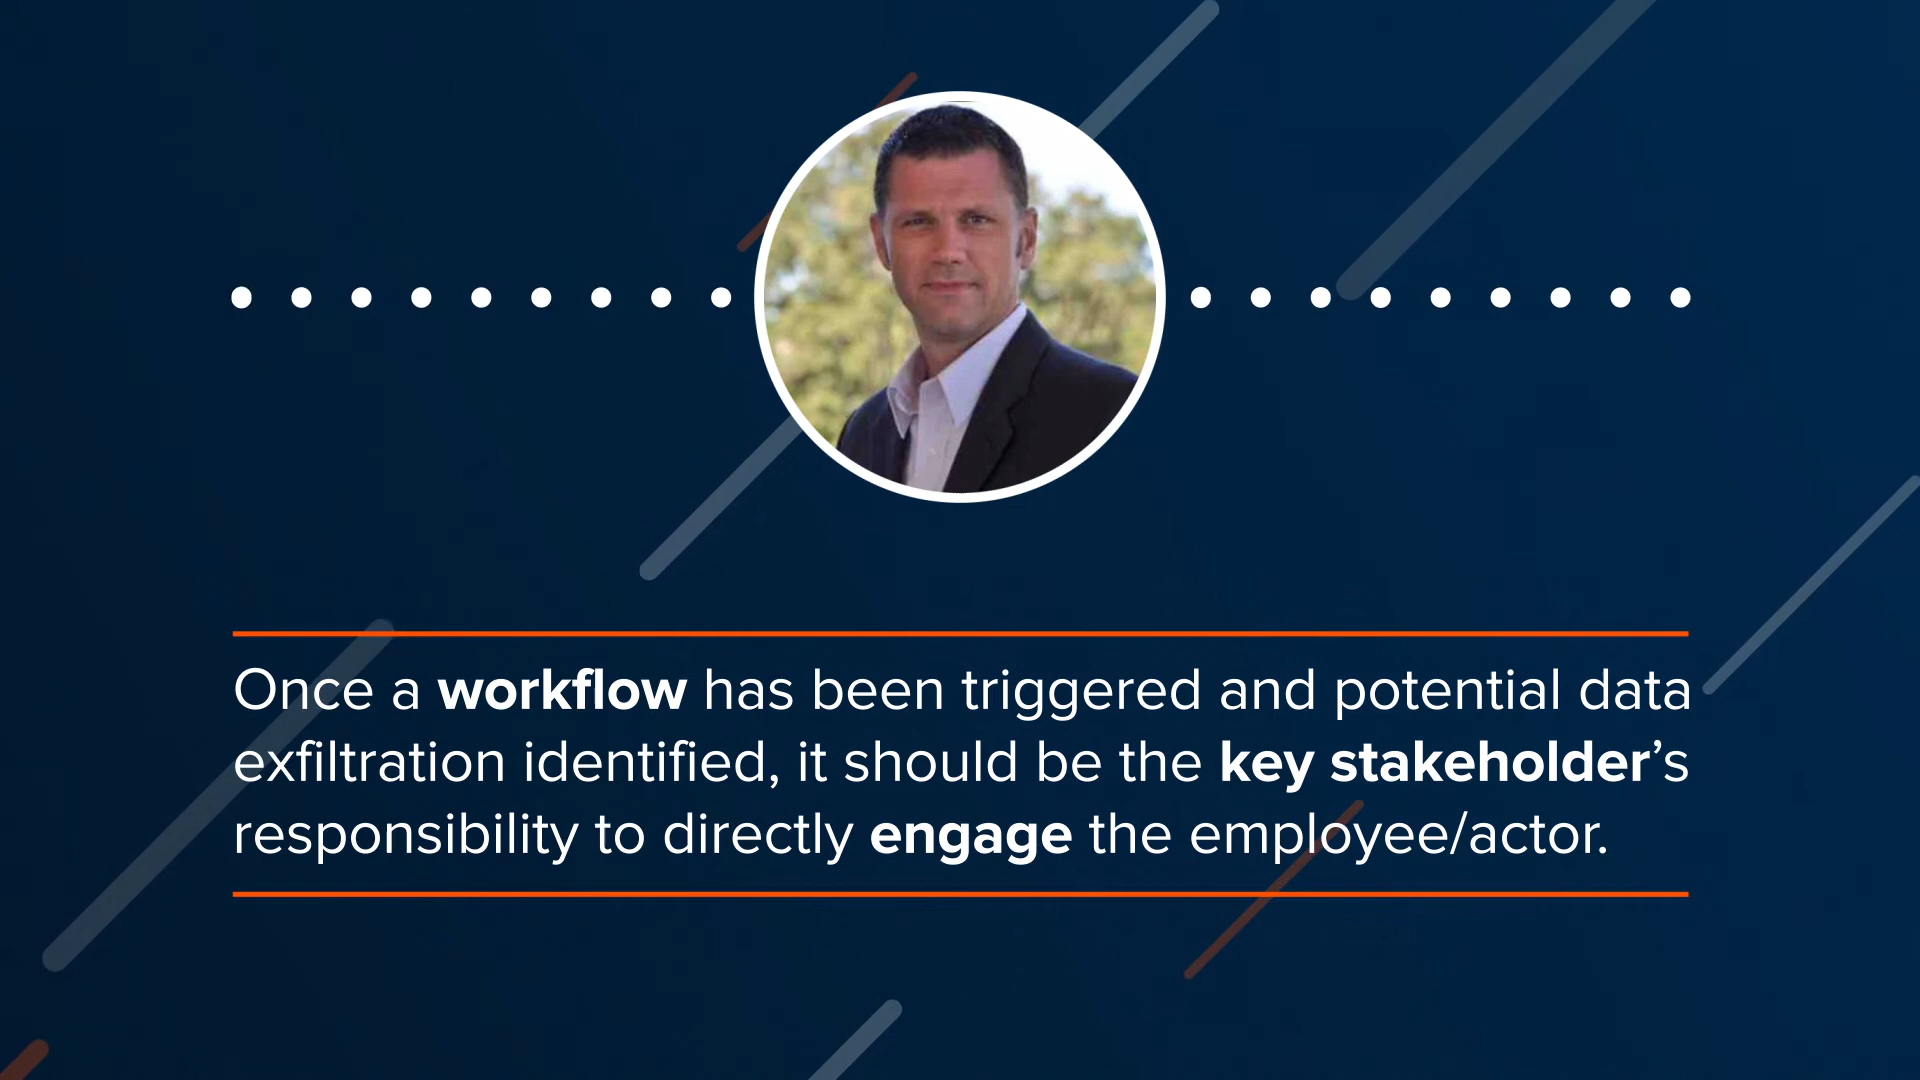 Once a workflow has been triggered and potential data
exfiltration identified, it should be the key stakeholder’s
responsibility to directly engage the employee/actor.